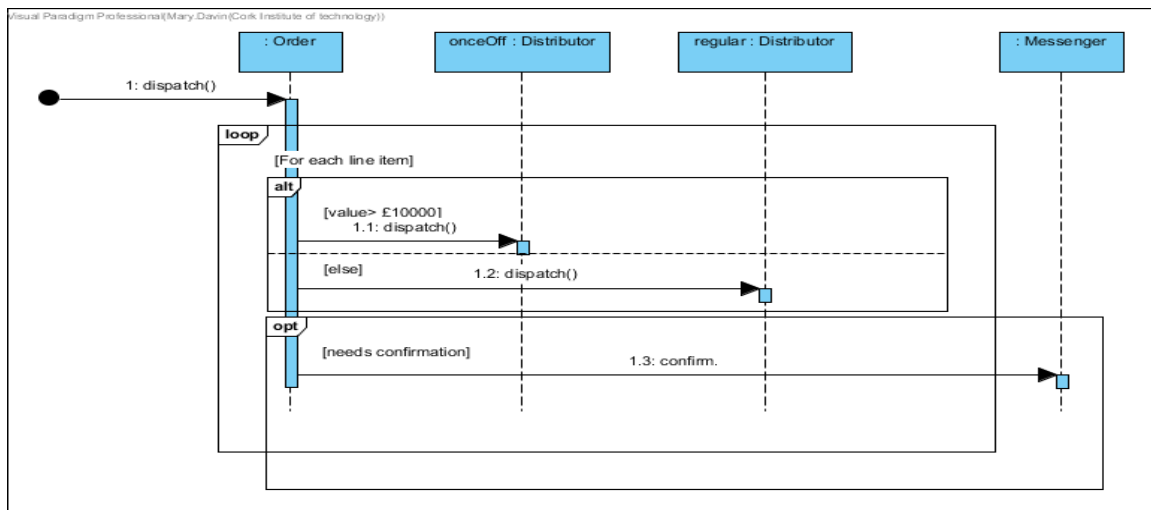 Visual Paradigm Professional(Mary.Davin(Cork Institute of technology))
: Order
onceOff : Distributor
regular : Distributor
: Messenger
1: dispatch()
loop
[For each line item]
alt
[value> £10000]
1.1: dispatch()
[else]
1.2: dispatch()
opt
[needs confirmation]
1.3: confirm.